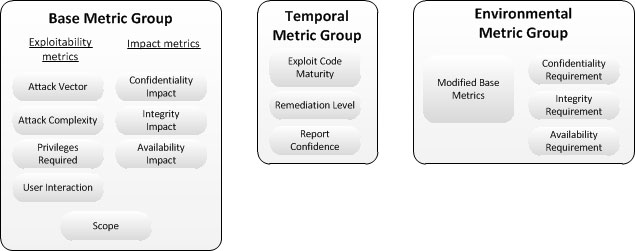 Base Metric Group
Exploitability
metrics
Impact metrics
Attack Vector
Confidentiality
Impact
Attack Complexity
Integrity
Impact
Privileges
Required
Availability
Impact
User Interaction
Scope
Temporal
Metric Group
Exploit Code
Maturity
Remediation Level
Report
Confidence
Environmental
Metric Group
Modified Base
Metrics
Confidentiality
Requirement
Integrity
Requirement
Availability
Requirement